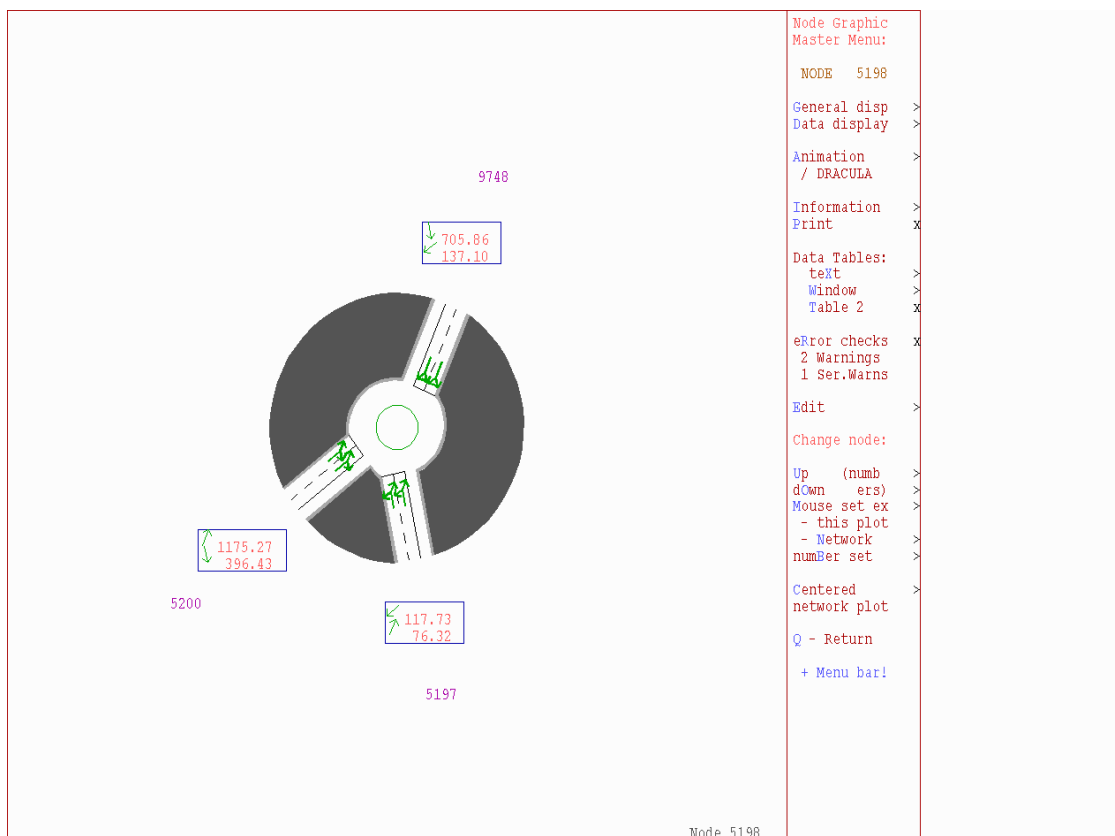 9748
705.86
137.10
1175.27
396.43
5200
117.73
76.32
5197
Node 5198
Node Graphic
Master Menu:
NODE 5198
General disp >
Data display >
Animation >
/ DRACULA
Information >
Print x
Data Tables:
teXt >
Window >
Table 2 x
eRror checks x
2 Warnings
1 Ser.Warns
Edit >
Change node:
Up (numb >
dOwn ers) >
Mouse set ex >
- this plot
- Network >
numBer set >
Centered >
network plot
Q - Return
+ Menu bar!